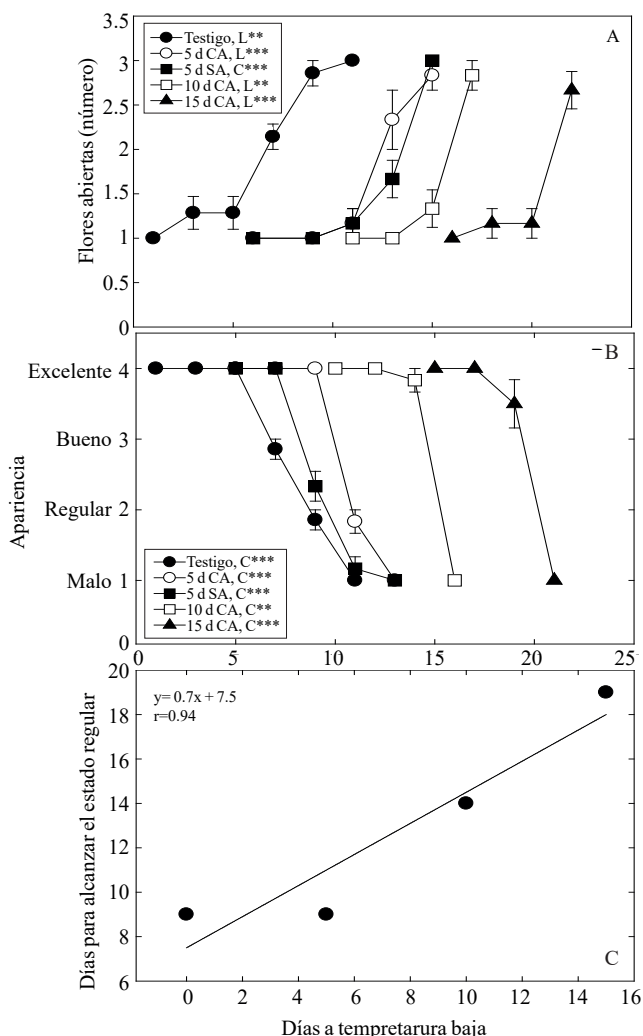 A
Testigo, L**
5 d CA, L***
5 d SA, C***
10 d CA, L**
15 d CA, L***
Flores abiertas (número)
3.5
3
2.5
2
1.5
1
0.5
0
B
Excelente 4
Bueno 3
Regular 2
Malo 1
0
Apariencia
Testigo, C***
5 d CA, C***
5 d SA, C***
10 d CA, C**
15 d CA, C***
0 5 10 15 20 25
y= 0.7x + 7.5
r=0.94
Días para alcanzar el estado regular
20
18
16
14
12
10
8
6
C
0 2 4 6 8 10 12 14 16
Días a tempretarura baja